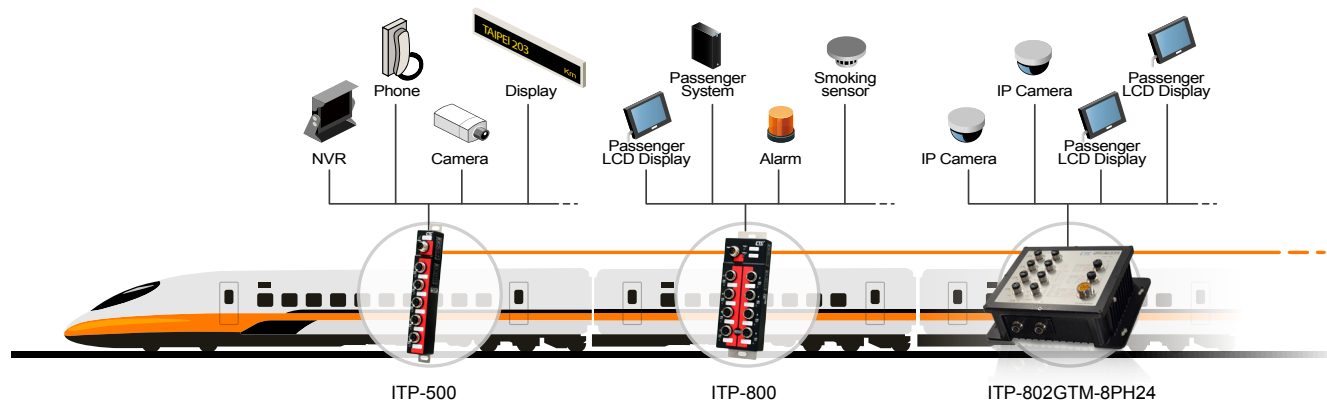 TAIPEI 203
Km
Phone
Display
NVR
Camera
Passenger
System
Smoking
sensor
Passenger
LCD Display
Alarm
IP Camera
Passenger
LCD Display
IP Camera
Passenger
LCD Display
CTC
ITP-500
ITP-800
ITP-802GTM-8PH24